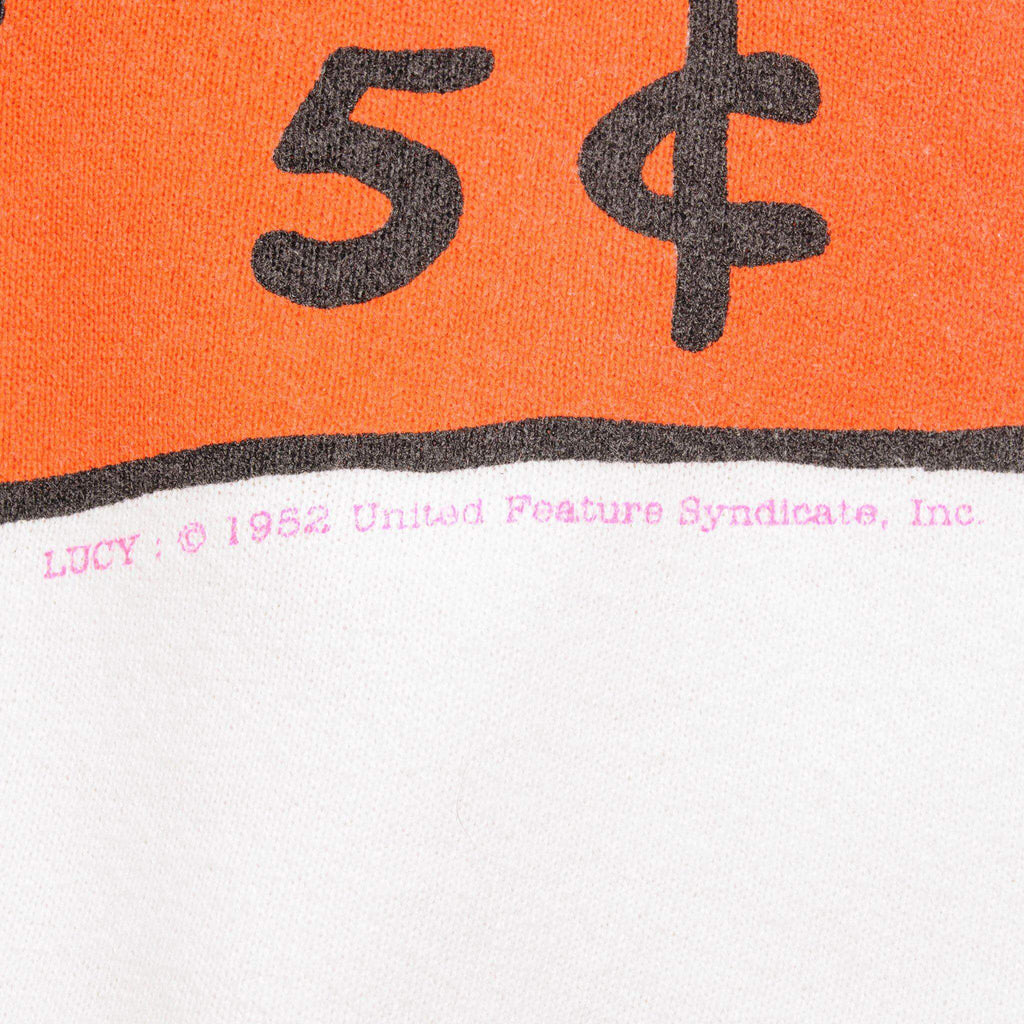 5¢
LUCY : © 1952 United Feature Syndicate, Inc.